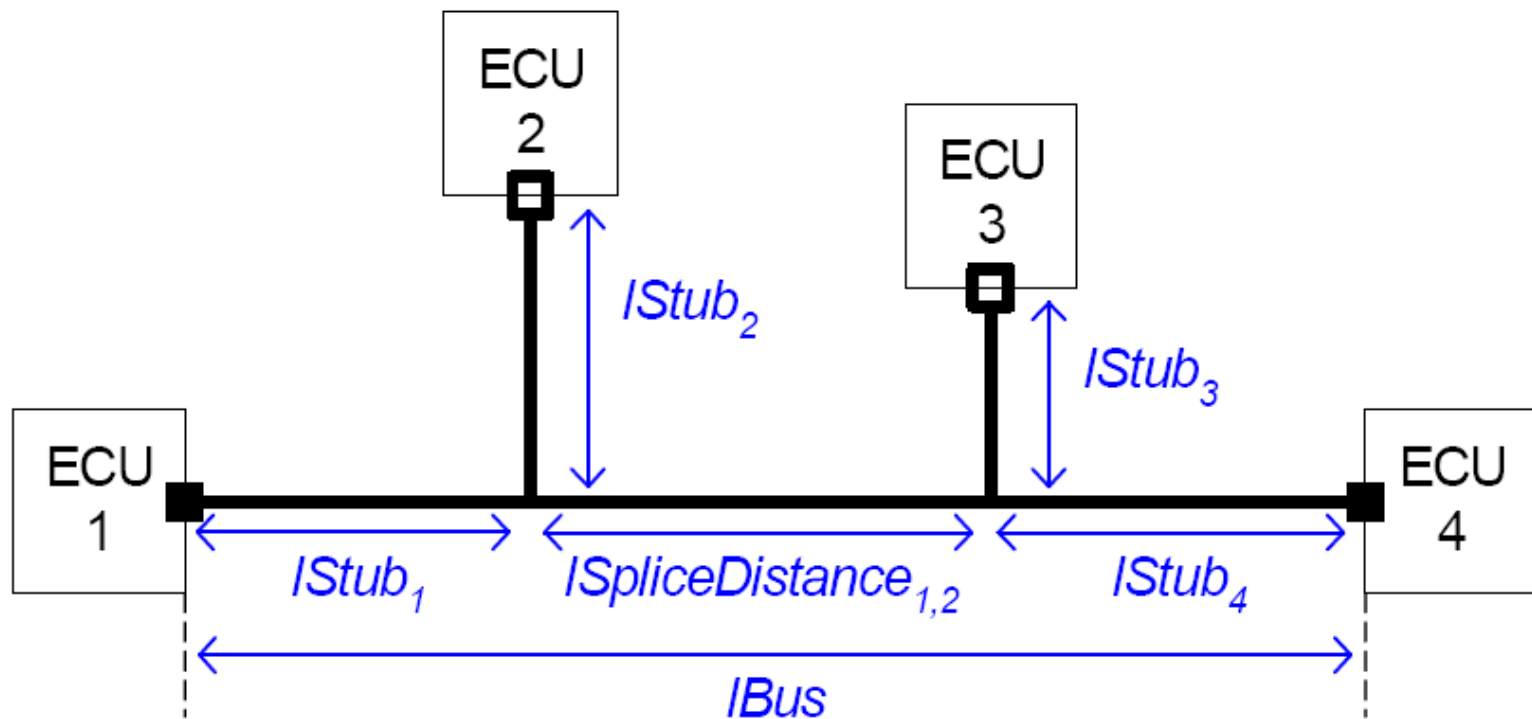 ECU
2
ECU
3
lStub2
lStub3
ECU
1
ECU
4
lStub1
lSpliceDistance1,2
lStub4
lBus